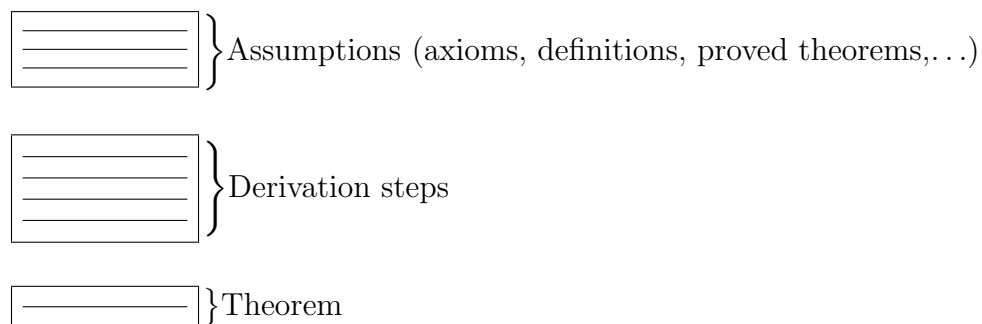 Assumptions (axioms, definitions, proved theorems,...)
Derivation steps
Theorem